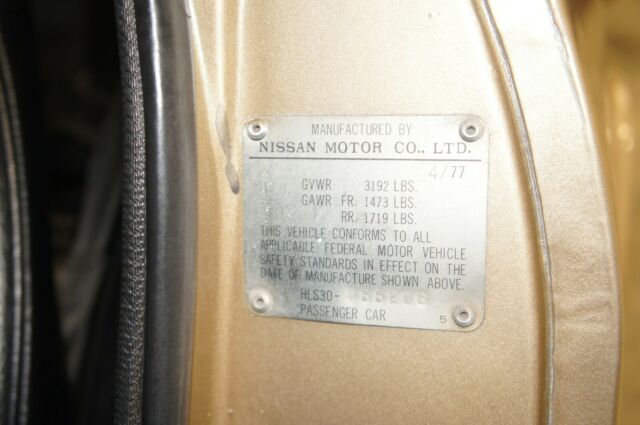 MANUFACTURED BY
NISSAN MOTOR CO., LTD.
4/77
GVWR 3192 LBS.
GAWR FR. 1473 LBS.
RR. 1719 LBS.
THIS VEHICLE CONFORMS TO ALL
APPLICABLE FEDERAL MOTOR VEHICLE
SAFETY STANDARDS IN EFFECT ON THE
DATE OF MANUFACTURE SHOWN ABOVE.
HLS30-
PASSENGER CAR 5